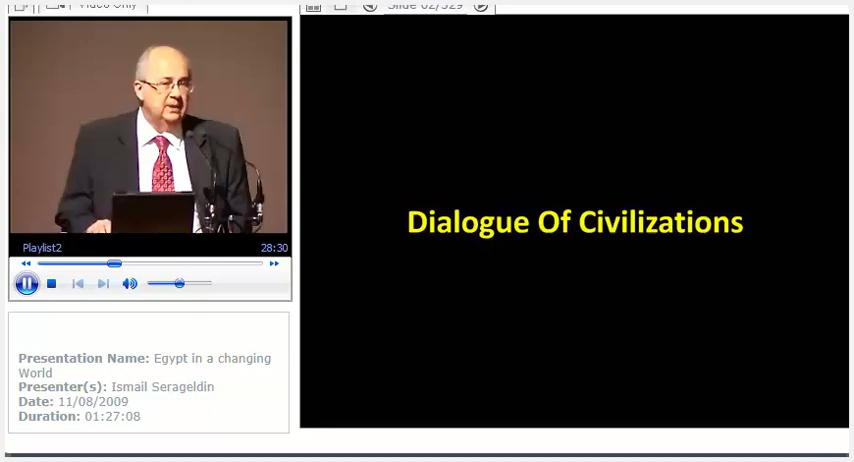 Video Only
Slide 62/329
Dialogue Of Civilizations
Playlist2
28:30
Presentation Name: Egypt in a changing
World
Presenter(s): Ismail Serageldin
Date: 11/08/2009
Duration: 01:27:08